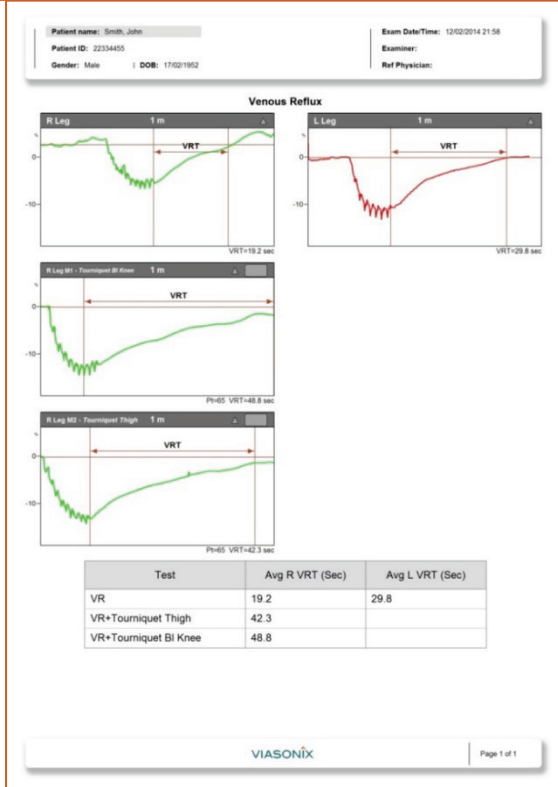 Patient name: Smith, John
Patient ID: 22334455
Gender: Male | DOB: 17/02/1952
Exam Date/Time: 12/02/2014 21:58
Examiner:
Ref Physician:
Venous Reflux
R Leg 1 m
%
0
-10
VRT
VRT=19.2 sec
L Leg 1 m
%
0
-10
VRT
VRT=29.8 sec
R Leg M1 - Tourniquet Bl Knee 1 m
%
0
-10
VRT
Pt=65 VRT=48.8 sec
R Leg M2 - Tourniquet Thigh 1 m
%
0
-10
VRT
Pt=65 VRT=42.3 sec
Test Avg R VRT (Sec) Avg L VRT (Sec)
VR 19.2 29.8
VR+Tourniquet Thigh 42.3
VR+Tourniquet Bl Knee 48.8
VIASONIX
Page 1 of 1